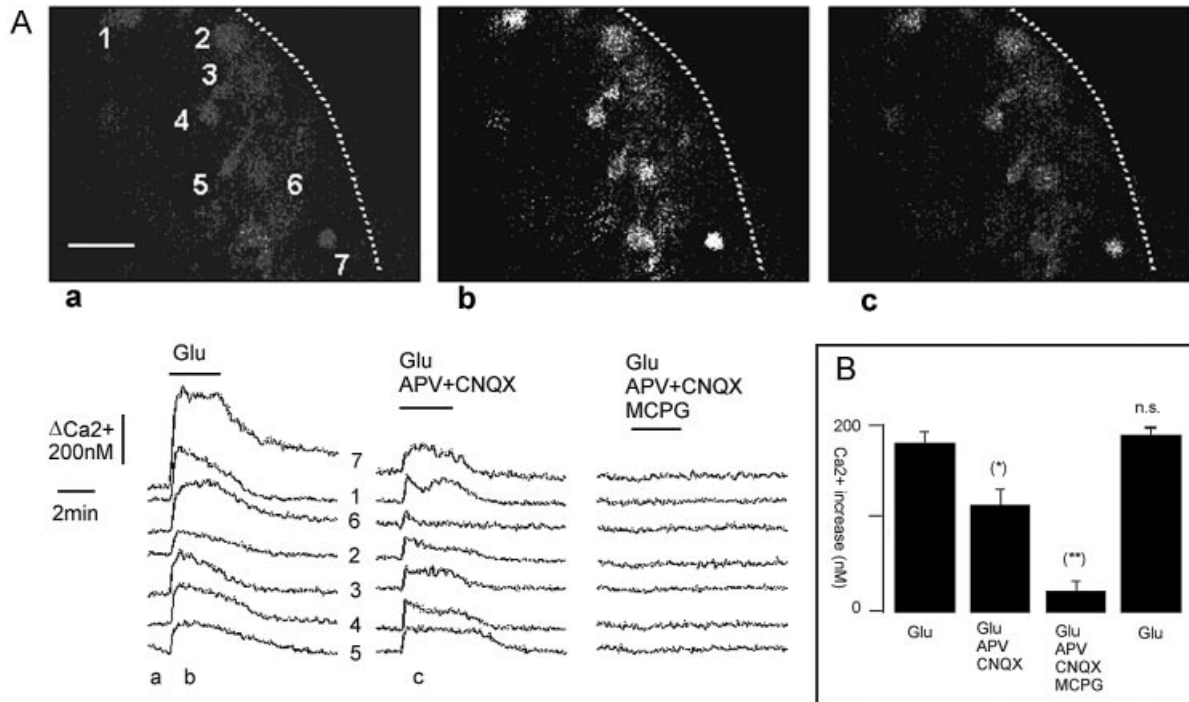 A
1
2
3
4
5
6
7
a
b
c
Glu
ΔCa2+
200nM
2min
7
1
6
2
3
4
5
Glu
APV+CNQX
Glu
APV+CNQX
MCPG
a
b
c
B
200
0
Ca2+ increase (nM)
(*)
(**)
n.s.
Glu
Glu
APV
CNQX
Glu
APV
CNQX
MCPG
Glu